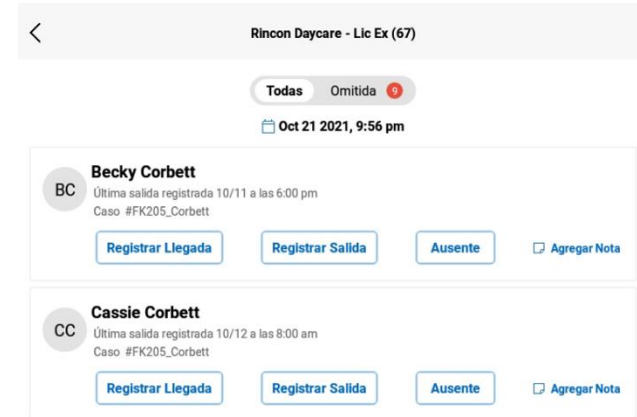 Rincon Daycare - Lic Ex (67)
Todas Omitida 9
Oct 21 2021, 9:56 pm
BC
Becky Corbett
Última salida registrada 10/11 a las 6:00 pm
Caso #FK205_Corbett
Registrar Llegada Registrar Salida Ausente Agregar Nota
CC
Cassie Corbett
Última salida registrada 10/12 a las 8:00 am
Caso #FK205_Corbett
Registrar Llegada Registrar Salida Ausente Agregar Nota